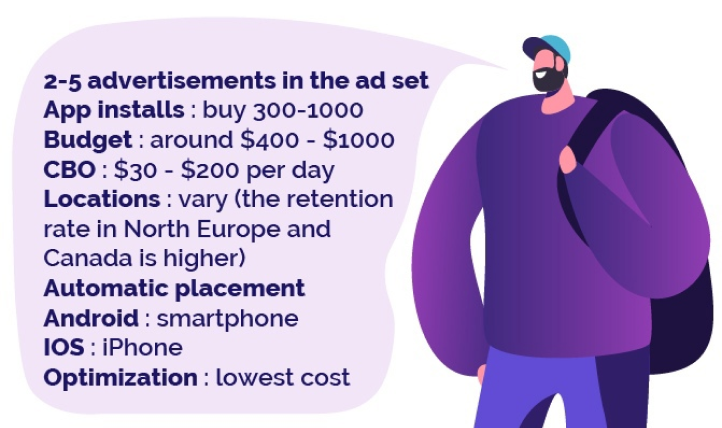 2-5 advertisements in the ad set
App installs : buy 300-1000
Budget : around $400 - $1000
CBO : $30 - $200 per day
Locations : vary (the retention
rate in North Europe and
Canada is higher)
Automatic placement
Android : smartphone
IOS : iPhone
Optimization : lowest cost